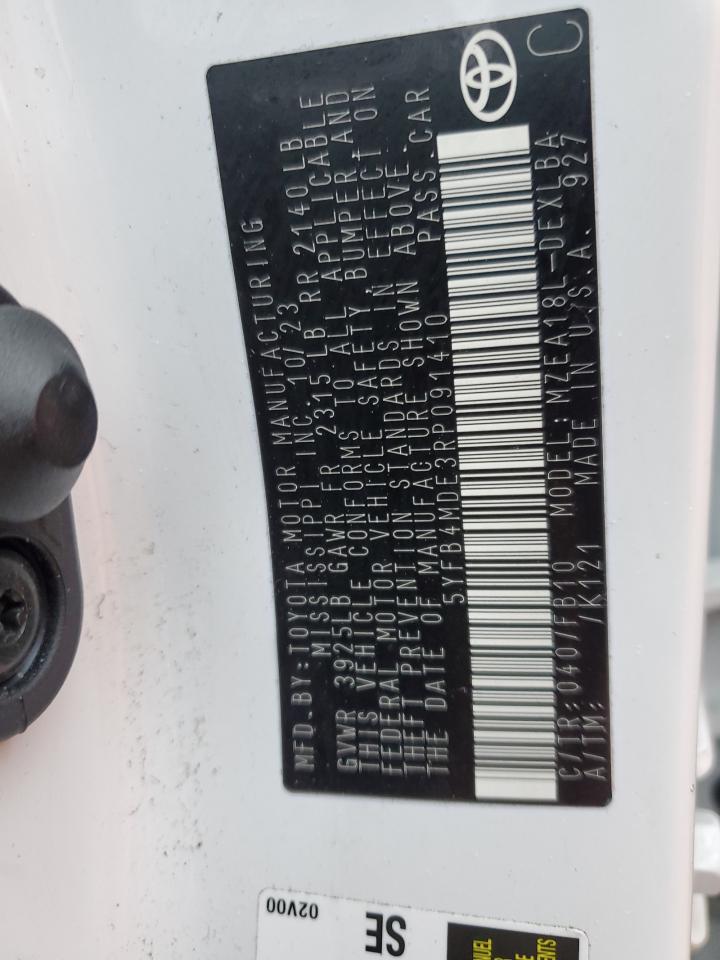 MFD.BY:TOYOTA MOTOR MANUFACTURING
MISSISSIPPI INC. 10/23
GVWR 3925LB GAWR FR 2315 LB RR 2140LB
THIS VEHICLE CONFORMS TO ALL APPLICABLE
FEDERAL MOTOR VEHICLE SAFETY, BUMPER, AND
THEFT PREVENTION STANDARDS IN EFFECT ON
THE DATE OF MANUFACTURE SHOWN ABOVE.
5YFB4MDE3RP091410 PASS.CAR
C/TR:040/FB10 MODEL:MZEA18L-DEXLBA
A/TM: /K121 MADE IN U.S.A. 927
C
02V00
SE